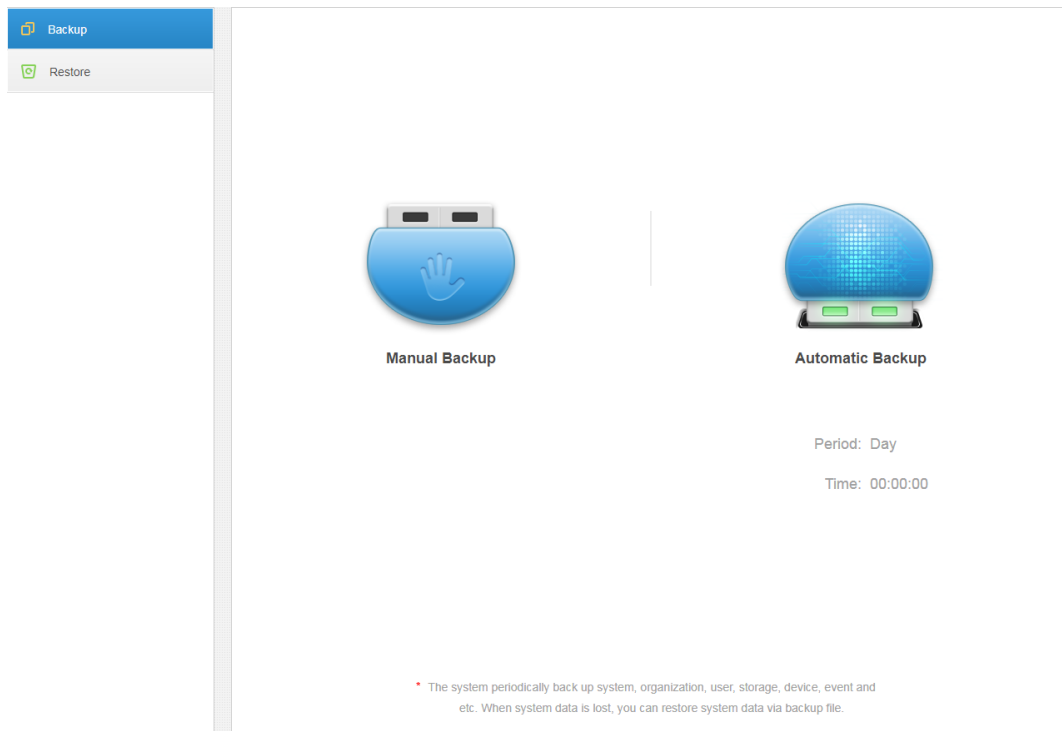 Backup
Restore
Manual Backup
Automatic Backup
Period: Day
Time: 00:00:00
* The system periodically back up system, organization, user, storage, device, event and
etc. When system data is lost, you can restore system data via backup file.